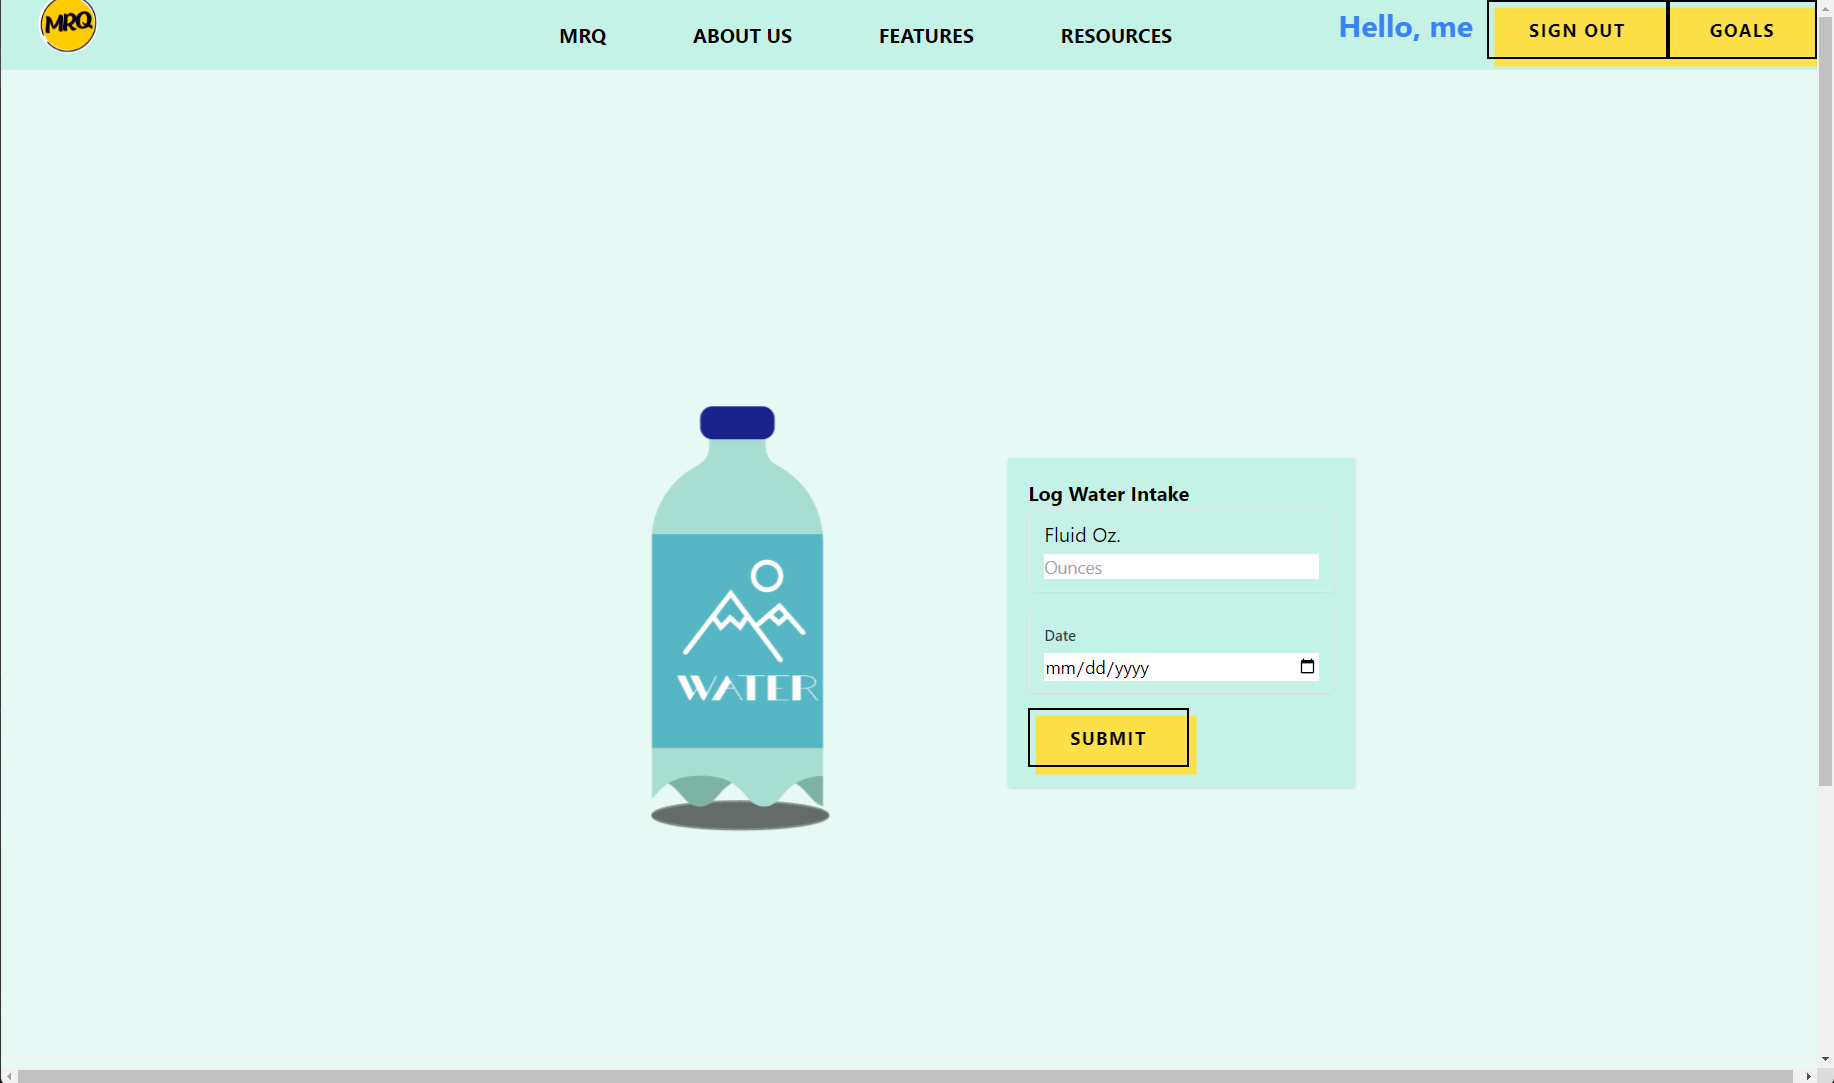 MRQ
MRQ
ABOUT US
FEATURES
RESOURCES
Hello, me
SIGN OUT
GOALS
WATER
Log Water Intake
Fluid Oz.
Ounces
Date
mm/dd/yyyy
SUBMIT